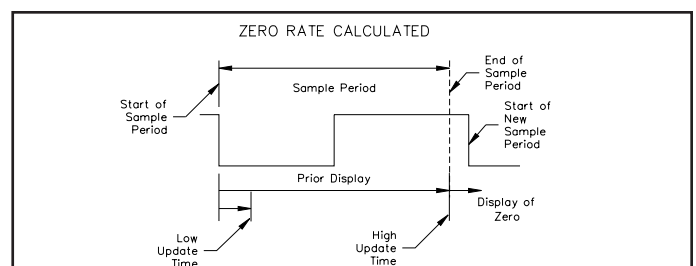 ZERO RATE CALCULATED
End of
Sample
Period
Sample Period
Start of
Sample
Period
Start of
New
Sample
Period
Prior Display
Display of
Zero
Low
Update
Time
High
Update
Time